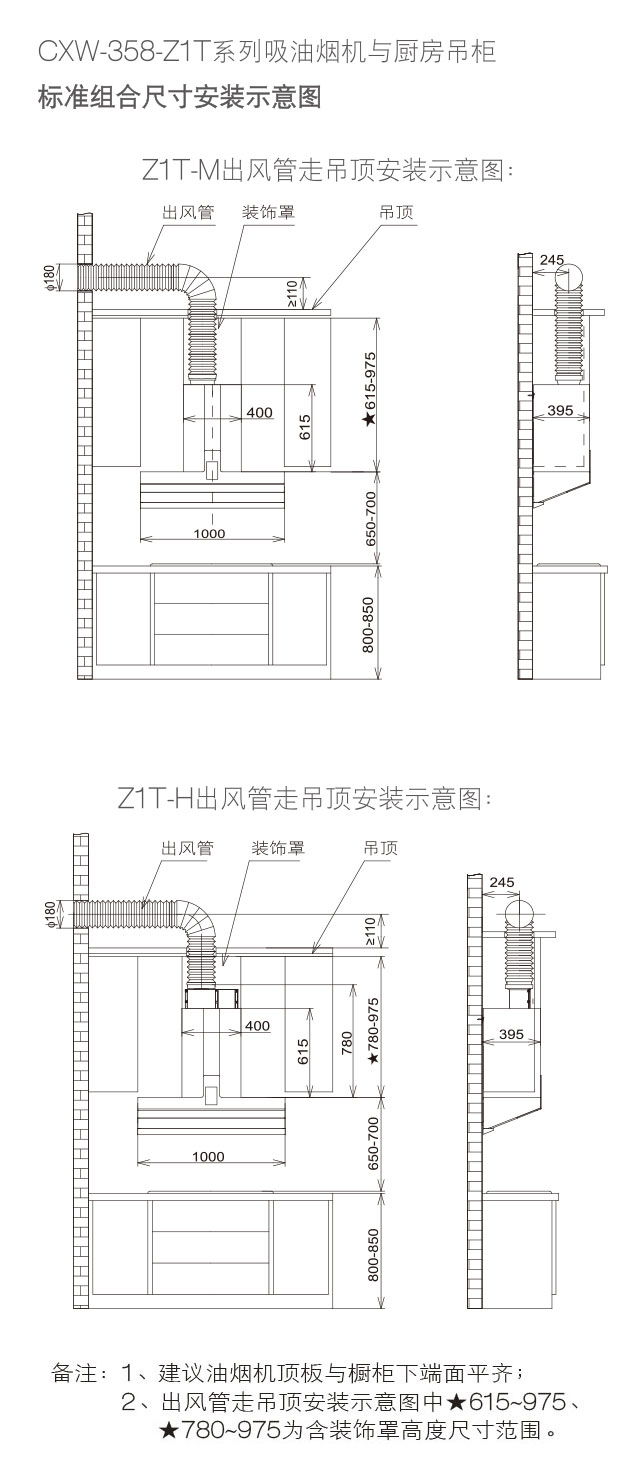 CXW-358-Z1T系列吸油烟机与厨房吊柜
标准组合尺寸安装示意图
Z1T-M出风管走吊顶安装示意图：
出风管 装饰罩 吊顶
φ180
≥110
245
★615-975
400
615
395
1000
650-700
800-850
Z1T-H出风管走吊顶安装示意图：
出风管 装饰罩 吊顶
φ180
≥110
245
400
615
780
★780-975
395
1000
650-700
800-850
备注：1、建议油烟机顶板与橱柜下端面平齐；
2、出风管走吊顶安装示意图中★615~975、
★780~975为含装饰罩高度尺寸范围。